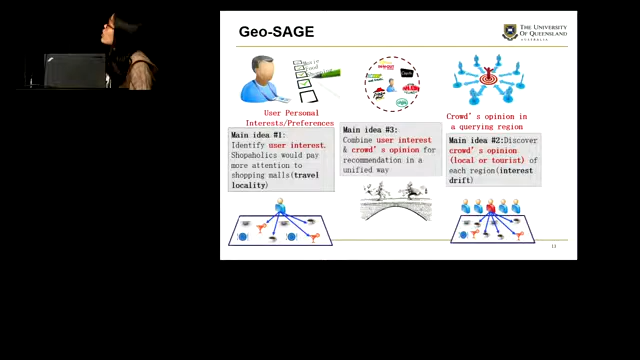 Geo-SAGE
THE UNIVERSITY
OF QUEENSLAND
AUSTRALIA
User Personal
Interests/Preferences
Crowd's opinion in
a querying region
Main idea #1:
Identify user interest.
Shopaholics would pay
more attention to
shopping malls(travel
locality)
Main idea #3:
Combine user interest
& crowd's opinion for
recommendation in a
unified way
Main idea #2:Discover
crowd's opinion
(local or tourist) of
each region(interest
drift)
13